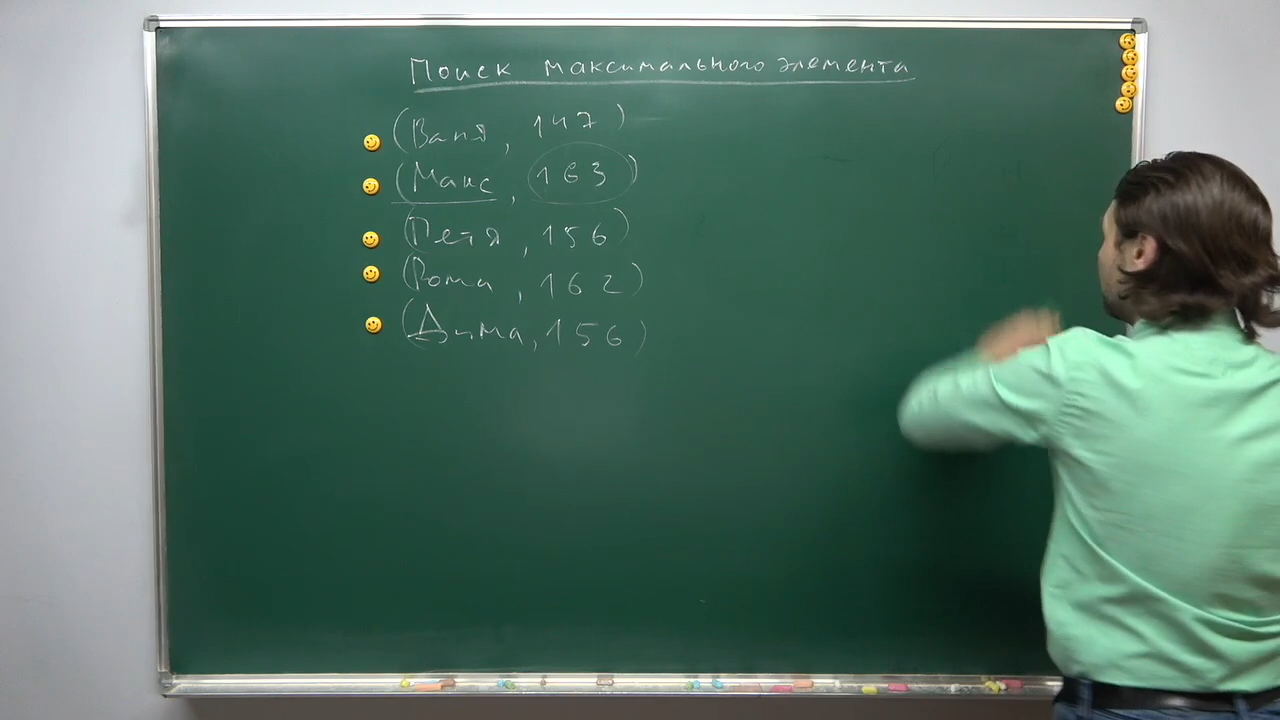 Поиск максимального элемента
(Ваня, 147)
(Макс, 163)
(Петя, 156)
(Рома, 162)
(Дима, 156)